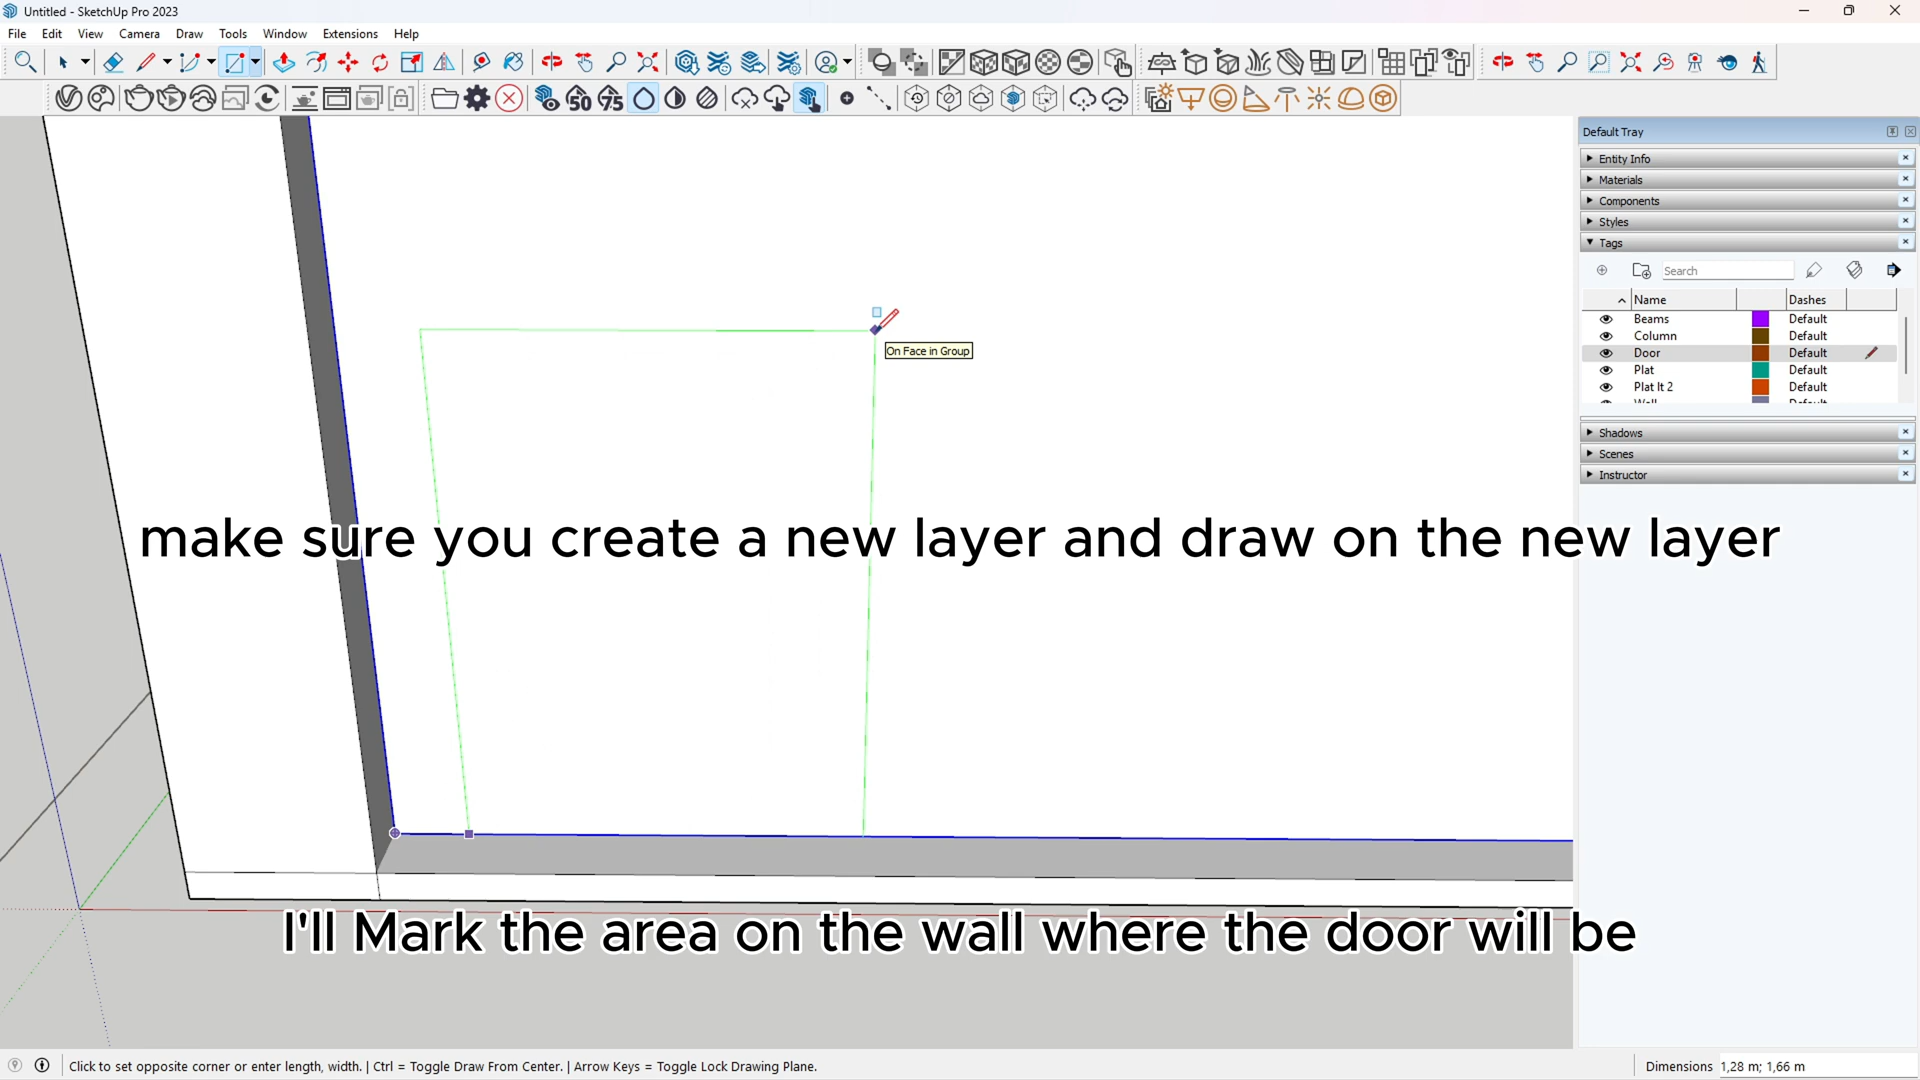 Untitled - SketchUp Pro 2023
File Edit View Camera Draw Tools Window Extensions Help
50 75
Default Tray
Entity Info
Materials
Components
Styles
Tags
Search
Name Dashes
Beams Default
Column Default
Door Default
Plat Default
Plat lt 2 Default
Wall Default
Shadows
Scenes
Instructor
On Face in Group
make sure you create a new layer and draw on the new layer
I'll Mark the area on the wall where the door will be
Click to set opposite corner or enter length, width. | Ctrl = Toggle Draw From Center. | Arrow Keys = Toggle Lock Drawing Plane.
Dimensions 1,28 m; 1,66 m